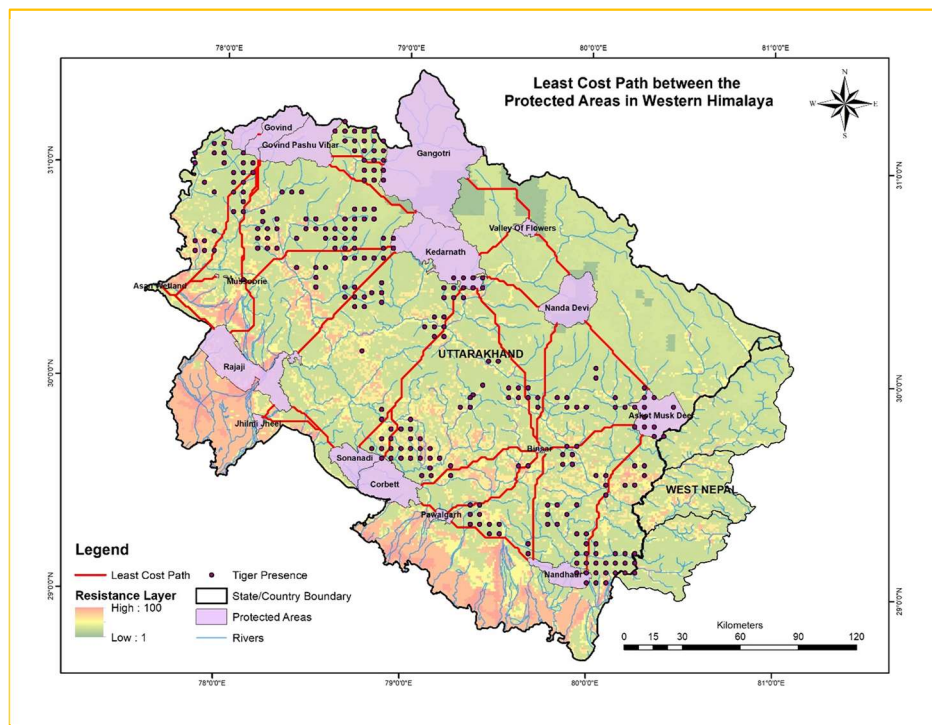 78°0'0"E 79°0'0"E 80°0'0"E 81°0'0"E
Least Cost Path between the
Protected Areas in Western Himalaya
N
W E
S
31°0'0"N
31°0'0"N
30°0'0"N
30°0'0"N
29°0'0"N
29°0'0"N
Govind
Govind Pashu Vihar
Gangotri
Valley Of Flowers
Kedarnath
Asan Wetland
Mussoorie
Nanda Devi
UTTARAKHAND
Rajaji
Askot Musk Deer
Jhilmil Jheel
Binsar
Sonanadi
Corbett
WEST NEPAL
Pawalgarh
Nandhaur
Legend
Least Cost Path
Tiger Presence
Resistance Layer
High : 100
Low : 1
State/Country Boundary
Protected Areas
Rivers
Kilometers
0 15 30 60 90 120
78°0'0"E 79°0'0"E 80°0'0"E 81°0'0"E